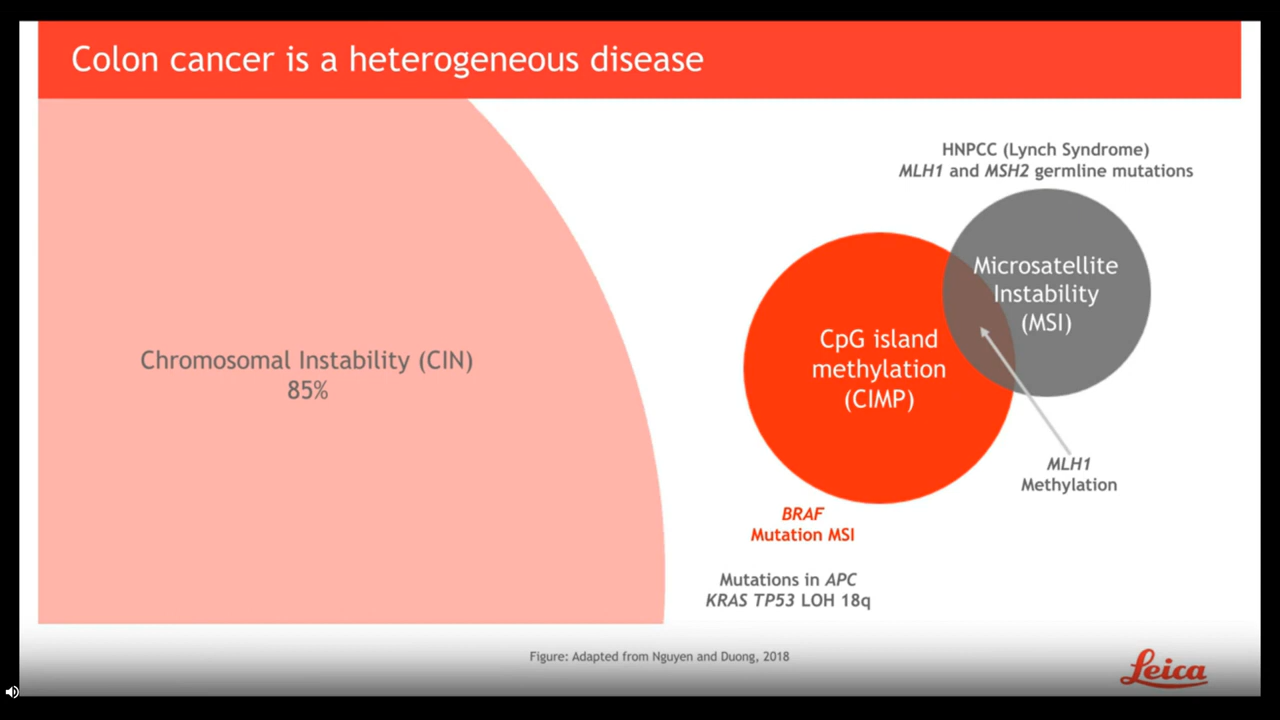 Colon cancer is a heterogeneous disease
HNPCC (Lynch Syndrome)
MLH1 and MSH2 germline mutations
Microsatellite
Instability
(MSI)
CpG island
methylation
(CIMP)
Chromosomal Instability (CIN)
85%
MLH1
Methylation
BRAF
Mutation MSI
Mutations in APC
KRAS TP53 LOH 18q
Figure: Adapted from Nguyen and Duong, 2018
Leica